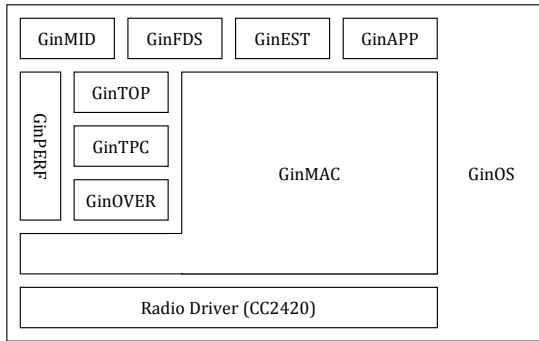 GinMID GinFDS GinEST GinAPP
GinPERF
GinTOP
GinTPC
GinOVER
GinMAC
GinOS
Radio Driver (CC2420)